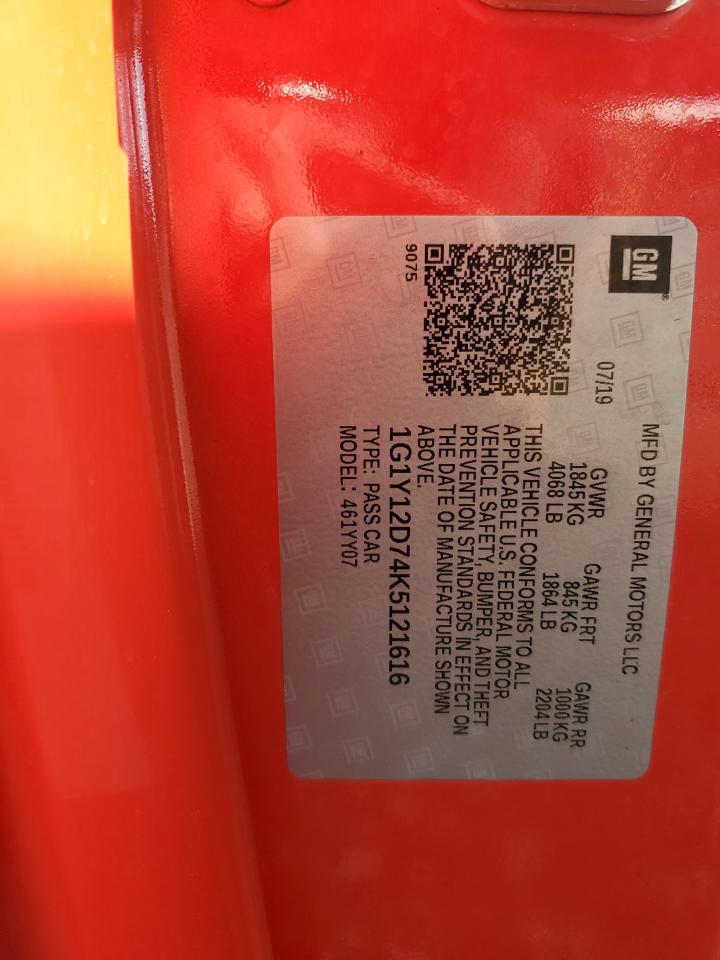 GM
®
MFD BY GENERAL MOTORS LLC
07/19
GVWR GAWR FRT GAWR RR
1845 KG 845 KG 1000 KG
4068 LB 1864 LB 2204 LB
THIS VEHICLE CONFORMS TO ALL
APPLICABLE U.S. FEDERAL MOTOR
VEHICLE SAFETY, BUMPER, AND THEFT
PREVENTION STANDARDS IN EFFECT ON
THE DATE OF MANUFACTURE SHOWN
ABOVE.
9075
1G1Y12D74K5121616
TYPE: PASS CAR
MODEL: 461YY07